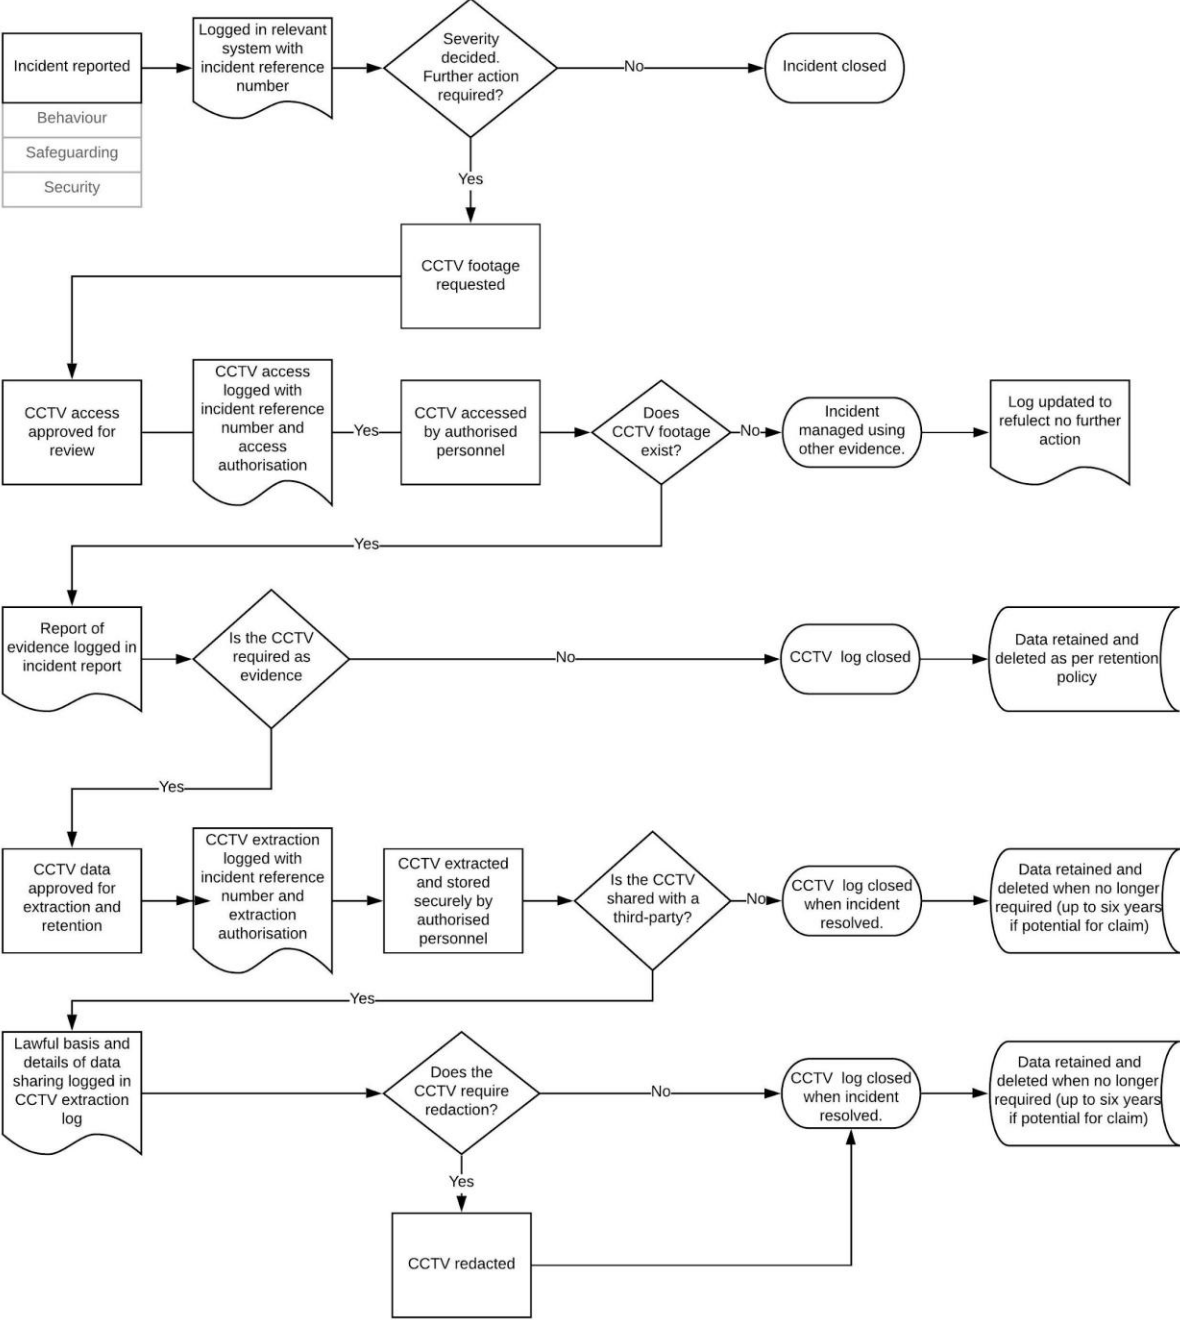 Incident reported
Behaviour
Safeguarding
Security
Logged in relevant
system with
incident reference
number
Severity
decided.
Further action
required?
No
Incident closed
Yes
CCTV footage
requested
CCTV access
approved for
review
CCTV access
logged with
incident reference
number and
access
authorisation
Yes
CCTV accessed
by authorised
personnel
Does
CCTV footage
exist?
No
Incident
managed using
other evidence.
Log updated to
refulect no further
action
Yes
Report of
evidence logged in
incident report
Is the CCTV
required as
evidence
No
CCTV log closed
Data retained and
deleted as per retention
policy
Yes
CCTV data
approved for
extraction and
retention
CCTV extraction
logged with
incident reference
number and
extraction
authorisation
CCTV extracted
and stored
securely by
authorised
personnel
Is the CCTV
shared with a
third-party?
No
CCTV log closed
when incident
resolved.
Data retained and
deleted when no longer
required (up to six years
if potential for claim)
Yes
Lawful basis and
details of data
sharing logged in
CCTV extraction
log
Does the
CCTV require
redaction?
No
CCTV log closed
when incident
resolved.
Data retained and
deleted when no longer
required (up to six years
if potential for claim)
Yes
CCTV redacted